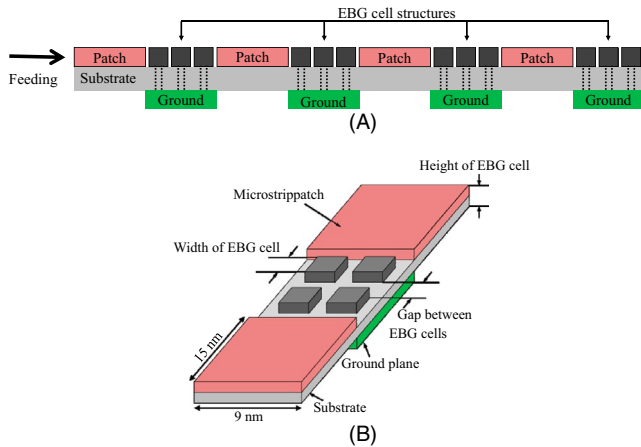 EBG cell structures
Feeding
Patch Patch Patch Patch
Substrate
Ground Ground Ground Ground
(A)
Height of EBG cell
Microstrippatch
Width of EBG cell
Gap between
EBG cells
15 nm
Ground plane
9 nm
Substrate
(B)